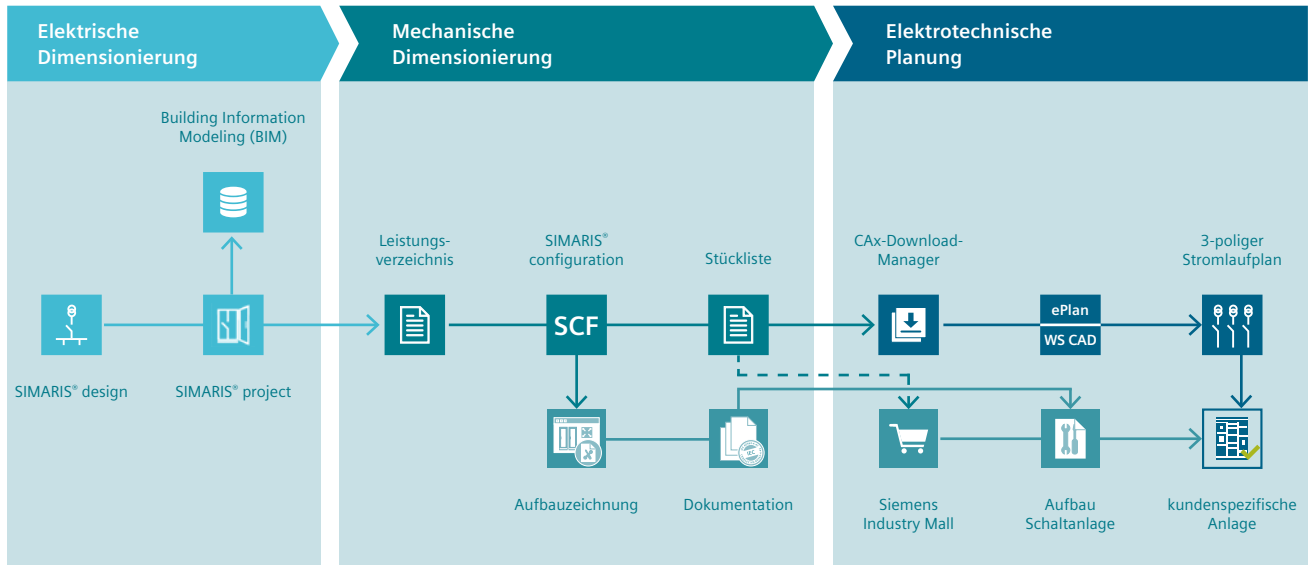 Elektrische
Dimensionierung
Mechanische
Dimensionierung
Elektrotechnische
Planung
Building Information
Modeling (BIM)
Leistungs-
verzeichnis
SIMARIS®
configuration
Stückliste
CAx-Download-
Manager
3-poliger
Stromlaufplan
SCF
ePlan
WS CAD
SIMARIS® design
SIMARIS® project
IEC
Aufbauzeichnung
Dokumentation
Siemens
Industry Mall
Aufbau
Schaltanlage
kundenspezifische
Anlage